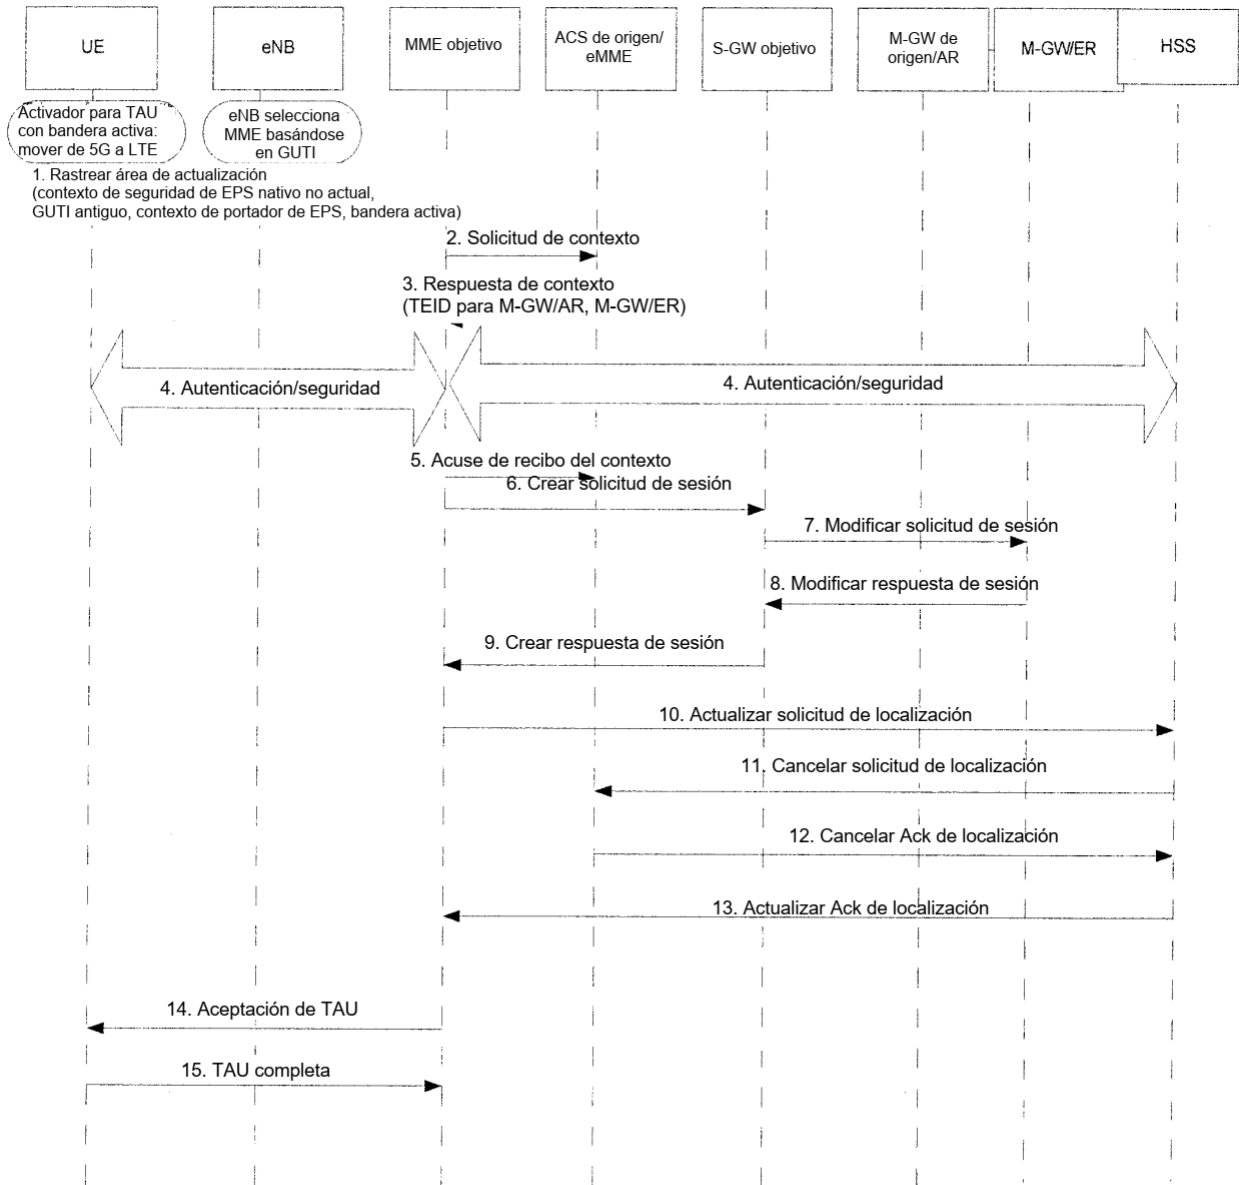 UE
eNB
MME objetivo
ACS de origen/
eMME
S-GW objetivo
M-GW de
origen/AR
M-GW/ER
HSS
Activador para TAU
con bandera activa:
mover de 5G a LTE
eNB selecciona
MME basándose
en GUTI
1. Rastrear área de actualización
(contexto de seguridad de EPS nativo no actual,
GUTI antiguo, contexto de portador de EPS, bandera activa)
2. Solicitud de contexto
3. Respuesta de contexto
(TEID para M-GW/AR, M-GW/ER)
4. Autenticación/seguridad
4. Autenticación/seguridad
5. Acuse de recibo del contexto
6. Crear solicitud de sesión
7. Modificar solicitud de sesión
8. Modificar respuesta de sesión
9. Crear respuesta de sesión
10. Actualizar solicitud de localización
11. Cancelar solicitud de localización
12. Cancelar Ack de localización
13. Actualizar Ack de localización
14. Aceptación de TAU
15. TAU completa